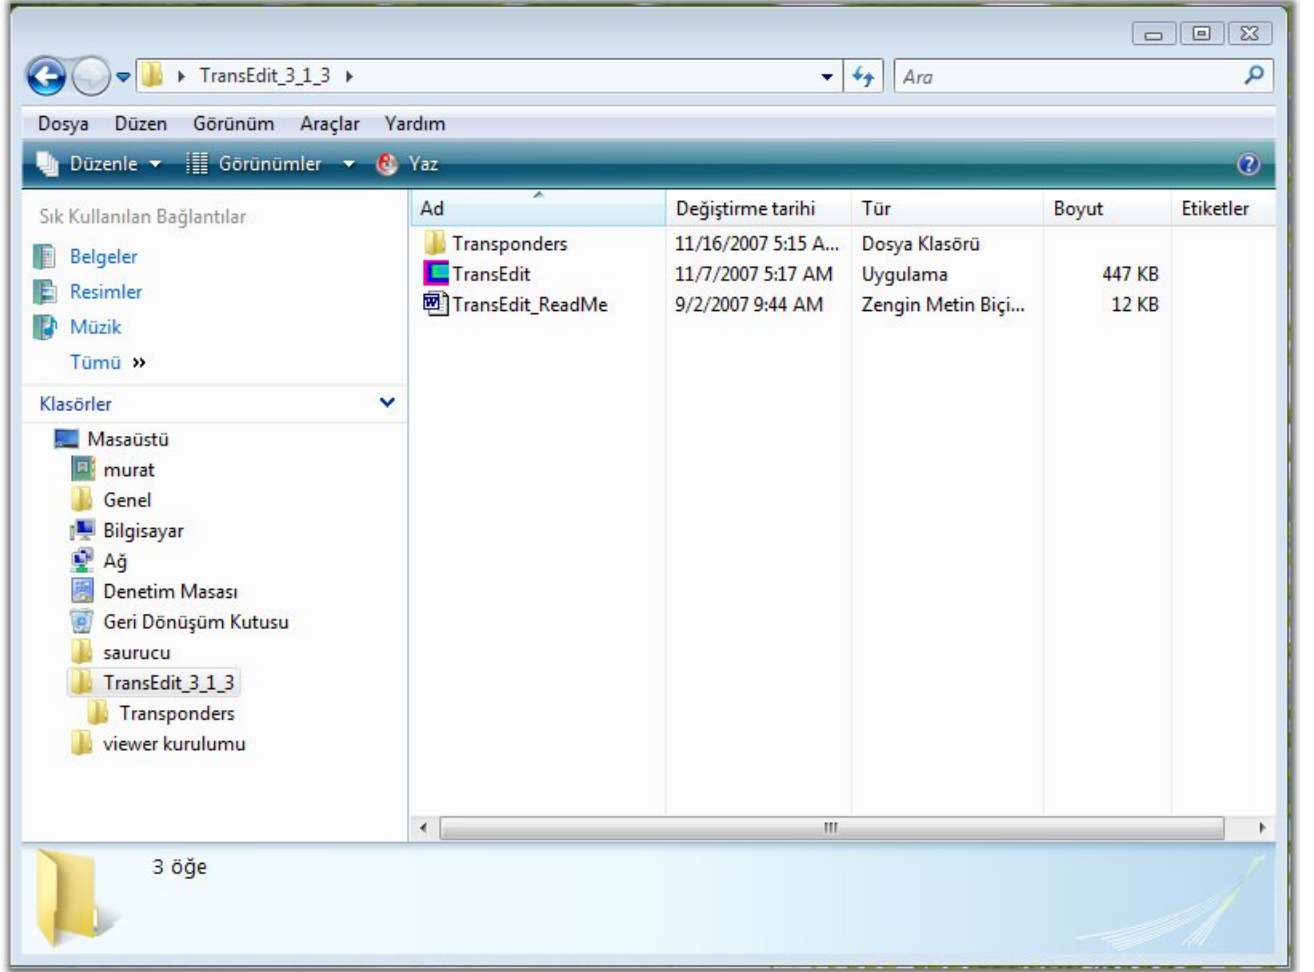 TransEdit_3_1_3
Ara
Dosya Düzen Görünüm Araçlar Yardım
Düzenle Görünümler Yaz
Sık Kullanılan Bağlantılar
Belgeler
Resimler
Müzik
Tümü »
Klasörler
Masaüstü
murat
Genel
Bilgisayar
Ağ
Denetim Masası
Geri Dönüşüm Kutusu
saurucu
TransEdit_3_1_3
Transponders
viewer kurulumu
Ad Değiştirme tarihi Tür Boyut Etiketler
Transponders 11/16/2007 5:15 A... Dosya Klasörü
TransEdit 11/7/2007 5:17 AM Uygulama 447 KB
TransEdit_ReadMe 9/2/2007 9:44 AM Zengin Metin Biçi... 12 KB
3 öğe